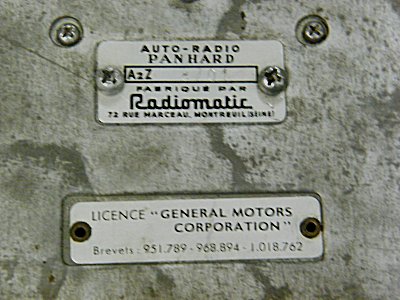 AUTO-RADIO
PANHARD
A2Z
FABRIQUÉ PAR
Radiomatic
72 RUE MARCEAU, MONTREUIL (SEINE)
LICENCE "GENERAL MOTORS
CORPORATION"
Brevets : 951.789 - 968.894 - 1.018.762